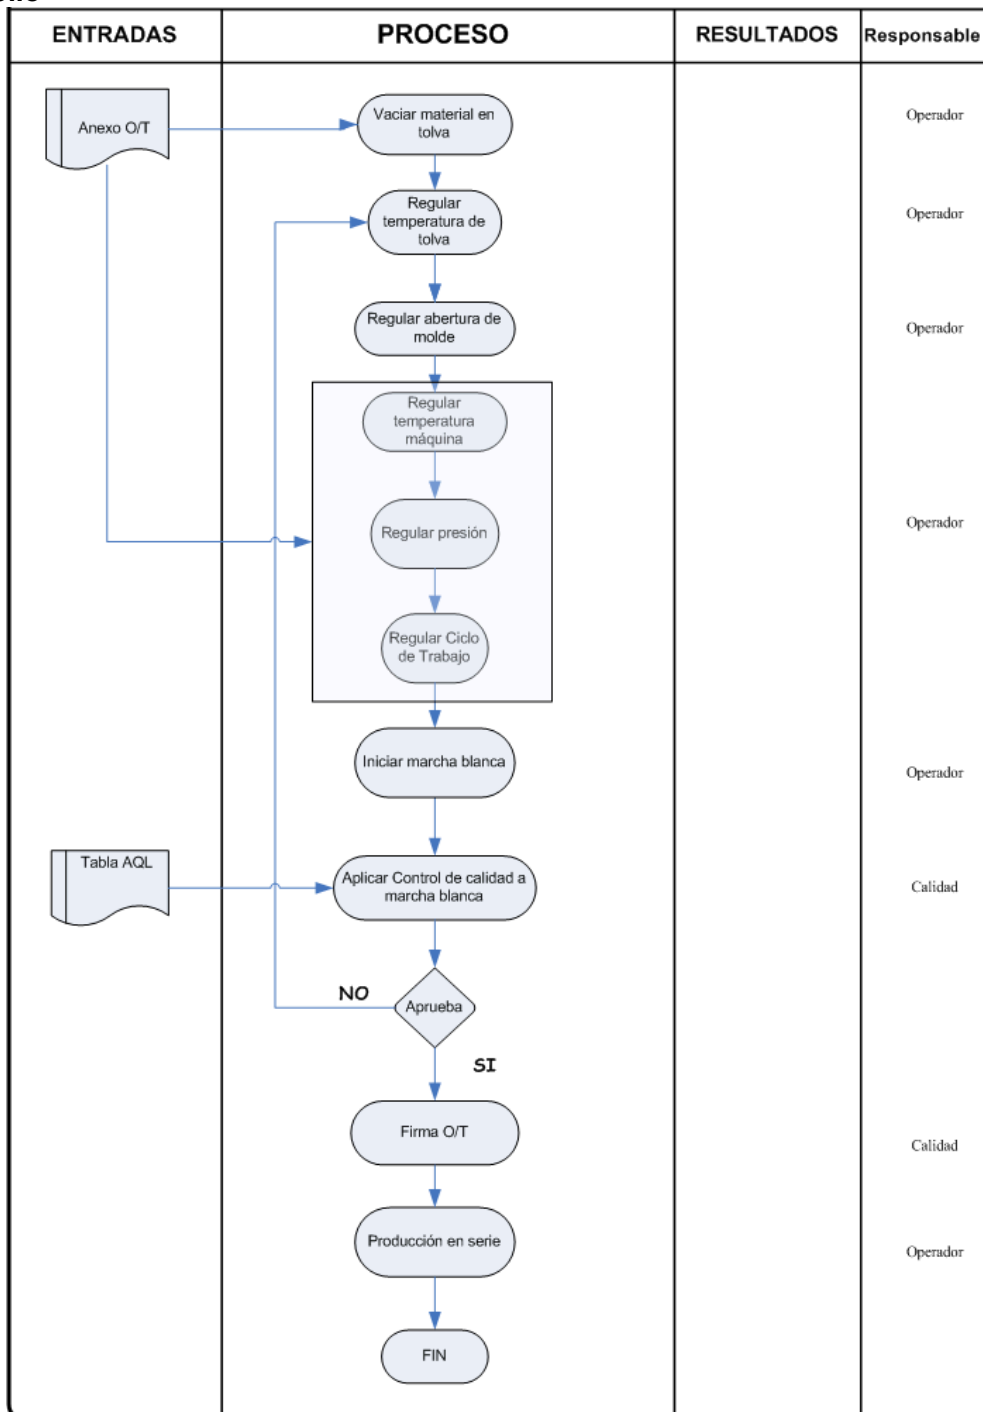 ENTRADAS
PROCESO
RESULTADOS
Responsable
Anexo O/T
Vaciar material en
tolva
Operador
Regular
temperatura de
tolva
Operador
Regular abertura de
molde
Operador
Regular
temperatura
máquina
Regular presión
Operador
Regular Ciclo
de Trabajo
Iniciar marcha blanca
Operador
Tabla AQL
Aplicar Control de calidad a
marcha blanca
Calidad
NO
Aprueba
SI
Firma O/T
Calidad
Producción en serie
Operador
FIN